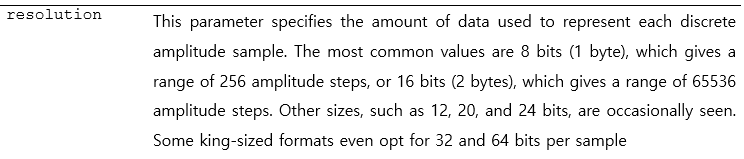 resolution This parameter specifies the amount of data used to represent each discrete
amplitude sample. The most common values are 8 bits (1 byte), which gives a
range of 256 amplitude steps, or 16 bits (2 bytes), which gives a range of 65536
amplitude steps. Other sizes, such as 12, 20, and 24 bits, are occasionally seen.
Some king-sized formats even opt for 32 and 64 bits per sample